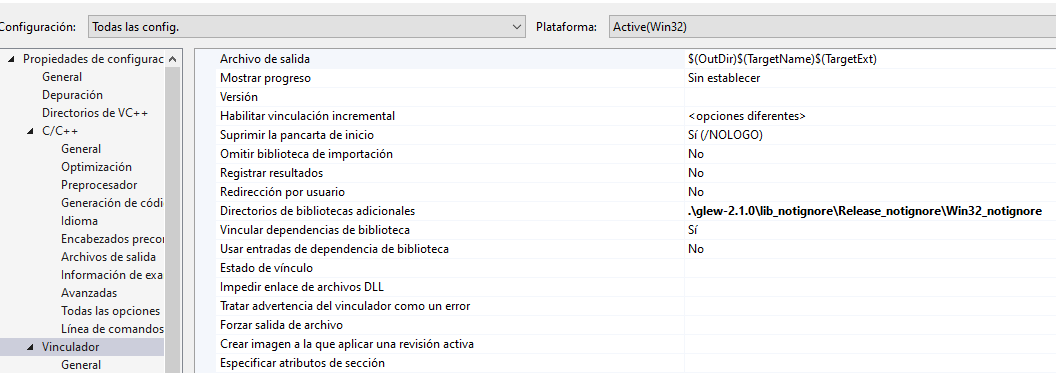 Configuración: Todas las config. Plataforma: Active(Win32)
Propiedades de configurac
General
Depuración
Directorios de VC++
C/C++
General
Optimización
Preprocesador
Generación de códi
Idioma
Encabezados precor
Archivos de salida
Información de exa
Avanzadas
Todas las opciones
Línea de comandos
Vinculador
General
Archivo de salida $(OutDir)$(TargetName)$(TargetExt)
Mostrar progreso Sin establecer
Versión
Habilitar vinculación incremental <opciones diferentes>
Suprimir la pancarta de inicio Sí (/NOLOGO)
Omitir biblioteca de importación No
Registrar resultados No
Redirección por usuario No
Directorios de bibliotecas adicionales .\glew-2.1.0\lib_notignore\Release_notignore\Win32_notignore
Vincular dependencias de biblioteca Sí
Usar entradas de dependencia de biblioteca No
Estado de vínculo
Impedir enlace de archivos DLL
Tratar advertencia del vinculador como un error
Forzar salida de archivo
Crear imagen a la que aplicar una revisión activa
Especificar atributos de sección